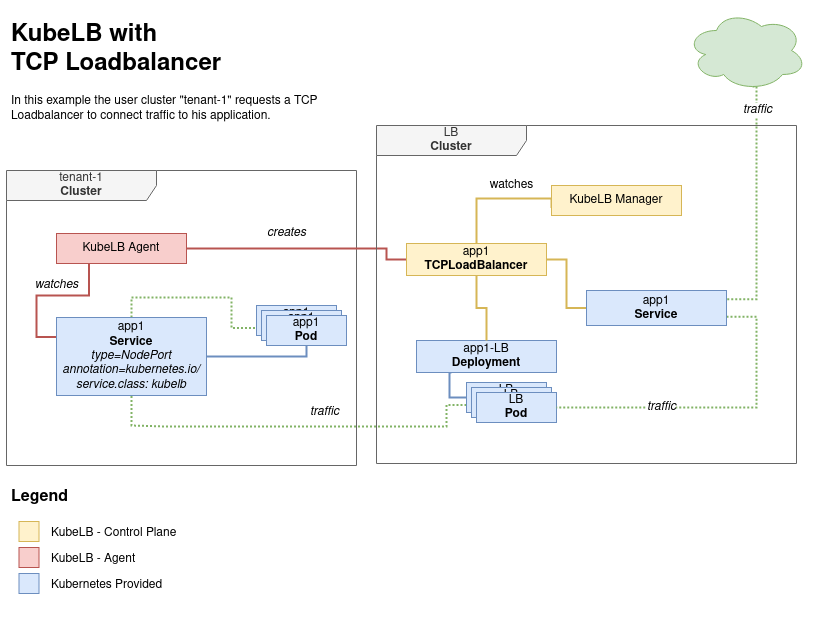 KubeLB with
TCP Loadbalancer
In this example the user cluster "tenant-1" requests a TCP
Loadbalancer to connect traffic to his application.
traffic
LB
Cluster
tenant-1
Cluster
watches
KubeLB Manager
creates
KubeLB Agent
app1
TCPLoadBalancer
watches
app1
Service
app1
Service
type=NodePort
annotation=kubernetes.io/
service.class: kubelb
app1
Pod
app1-LB
Deployment
LB
Pod
traffic
traffic
Legend
KubeLB - Control Plane
KubeLB - Agent
Kubernetes Provided